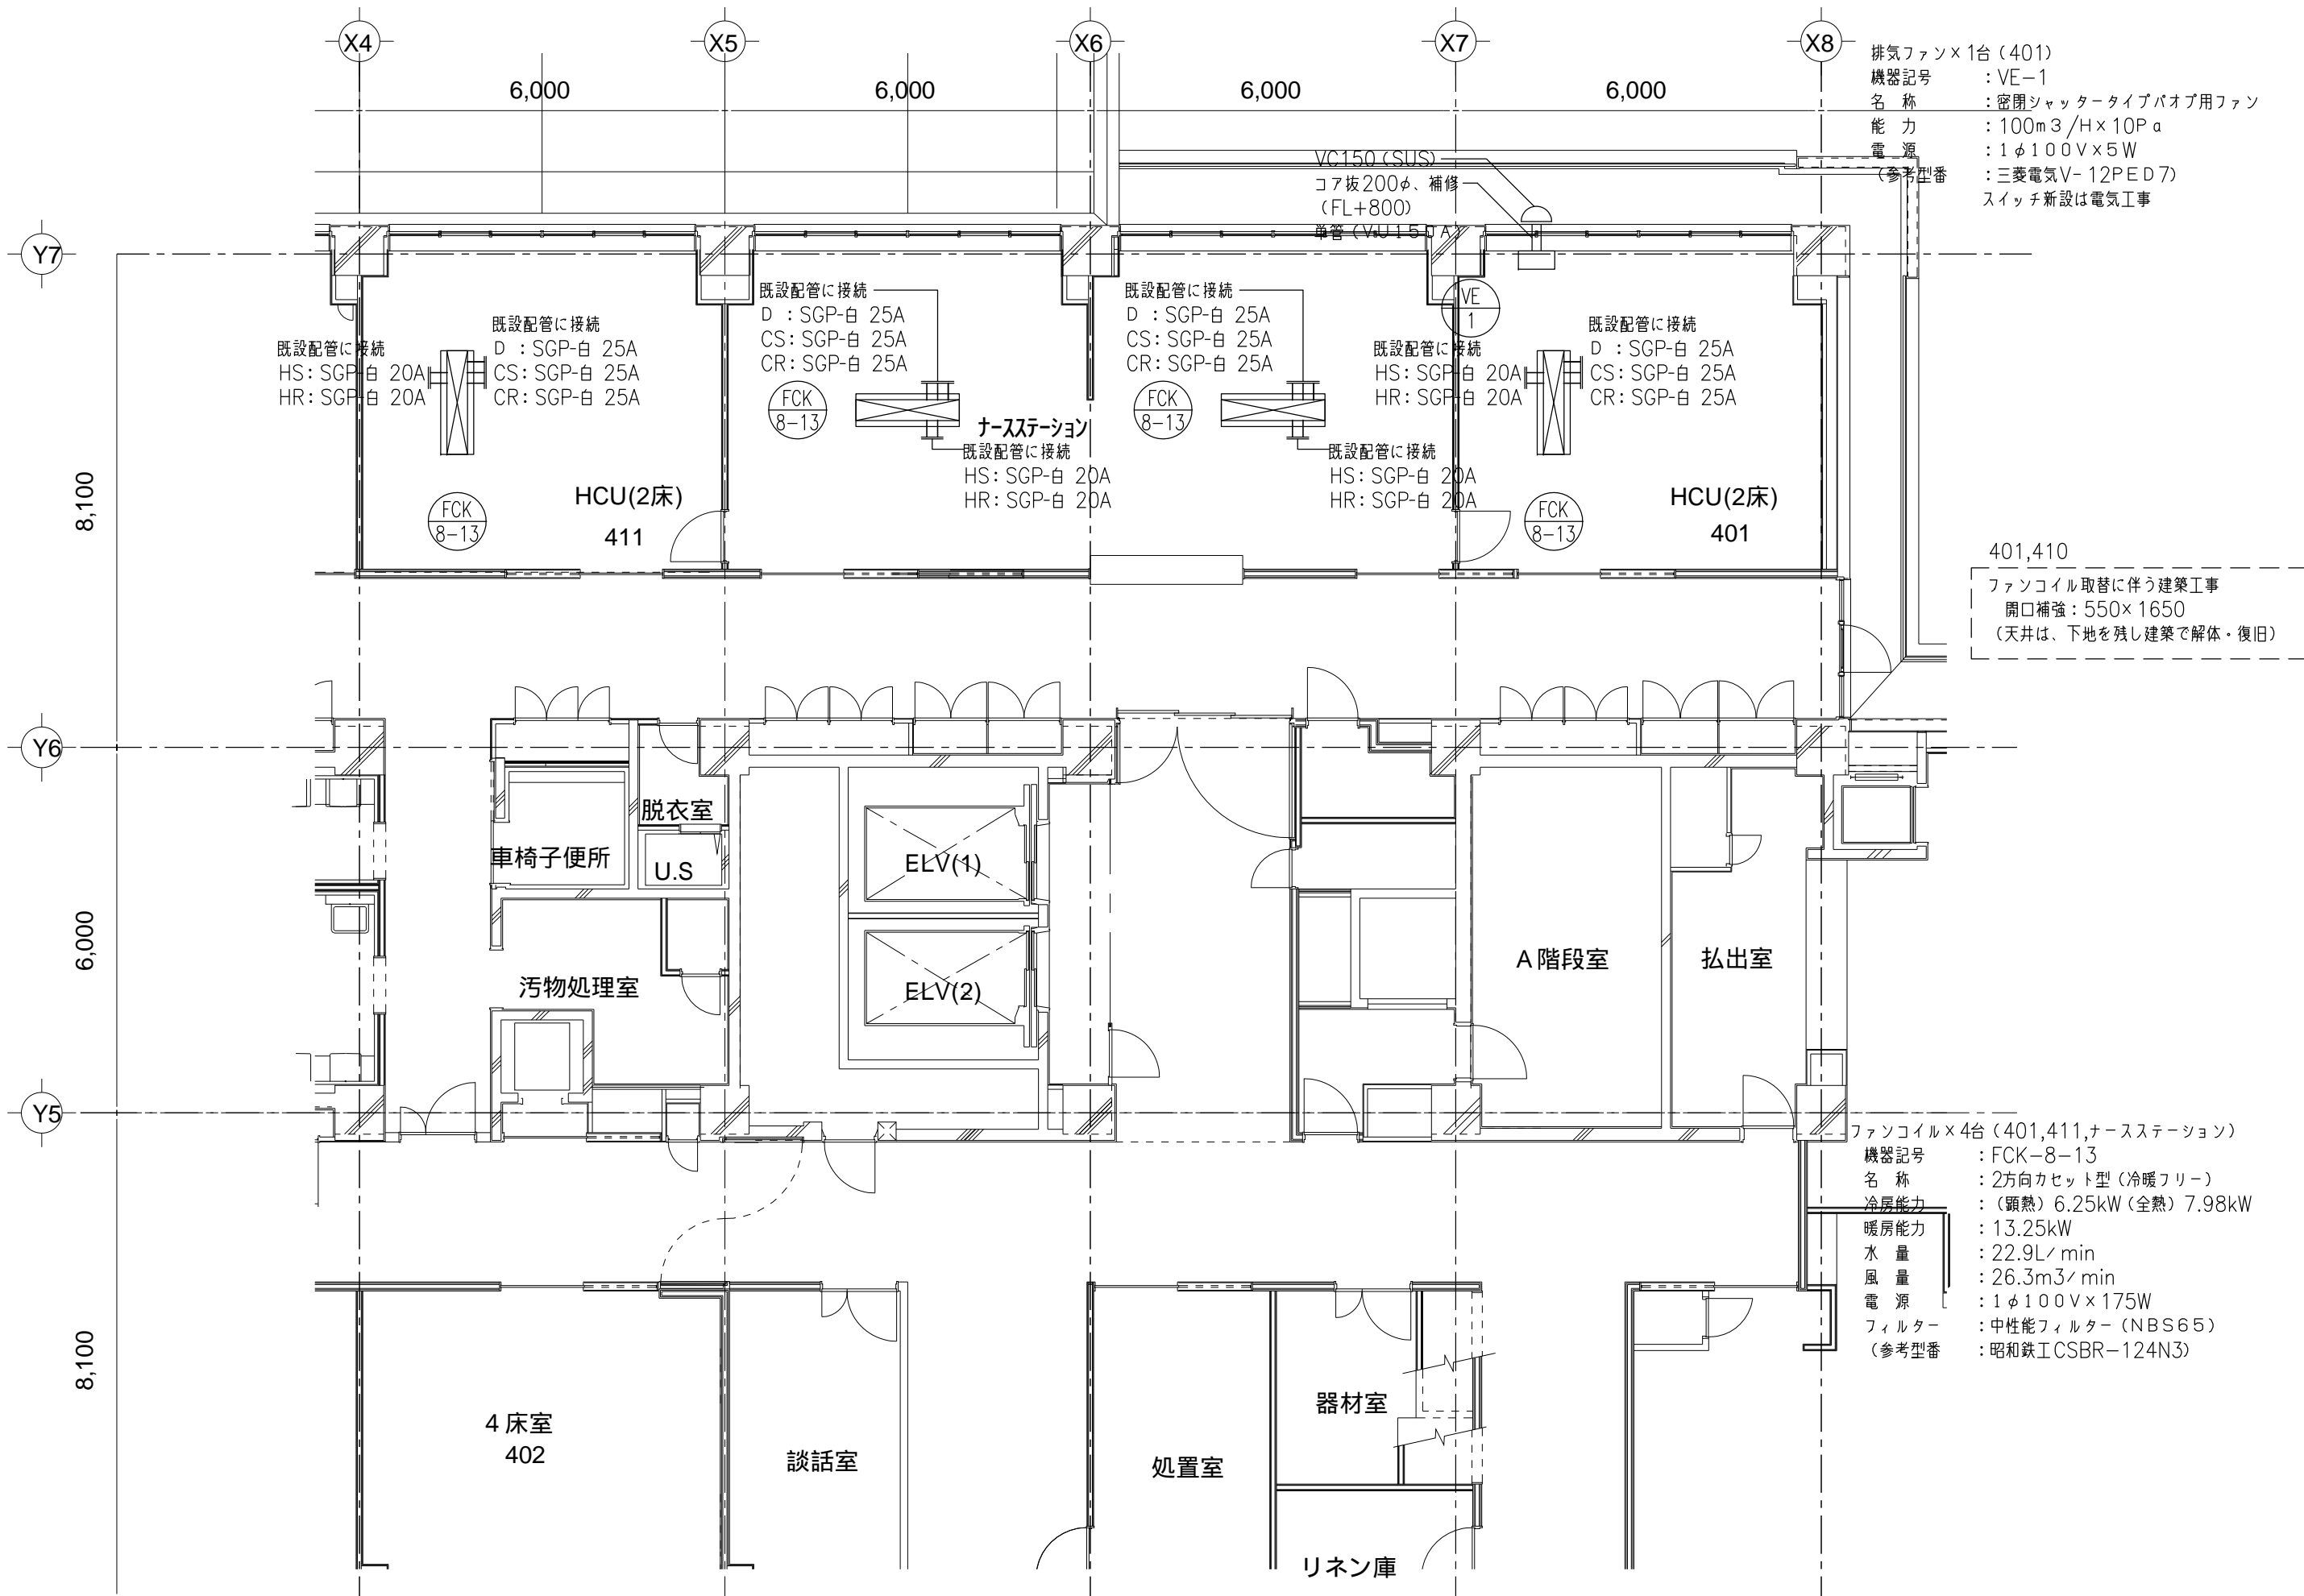 X4
X5
X6
X7
X8
6,000
6,000
6,000
6,000
排気ファン×1台(401)
機器記号 : VE-1
名 称 : 密閉シャッタータイプパオプ用ファン
能 力 : 100m3/H×10Pa
電 源 : 1φ100V×5W
(参考型番 : 三菱電気V-12PED7)
スイッチ新設は電気工事
VC150(SUS)
コア抜200φ、補修
(FL+800)
単管(VU150A)
Y7
既設配管に接続
HS: SGP-白 20A
HR: SGP-白 20A
既設配管に接続
D : SGP-白 25A
CS: SGP-白 25A
CR: SGP-白 25A
FCK
8-13
HCU(2床)
411
既設配管に接続
D : SGP-白 25A
CS: SGP-白 25A
CR: SGP-白 25A
FCK
8-13
ナースステーション
既設配管に接続
HS: SGP-白 20A
HR: SGP-白 20A
既設配管に接続
D : SGP-白 25A
CS: SGP-白 25A
CR: SGP-白 25A
FCK
8-13
既設配管に接続
HS: SGP-白 20A
HR: SGP-白 20A
VE
1
既設配管に接続
HS: SGP-白 20A
HR: SGP-白 20A
既設配管に接続
D : SGP-白 25A
CS: SGP-白 25A
CR: SGP-白 25A
FCK
8-13
HCU(2床)
401
8,100
401,410
ファンコイル取替に伴う建築工事
開口補強: 550×1650
(天井は、下地を残し建築で解体・復旧)
Y6
脱衣室
車椅子便所
U.S
ELV(1)
6,000
汚物処理室
ELV(2)
A階段室
払出室
Y5
ファンコイル×4台(401,411,ナースステーション)
機器記号 : FCK-8-13
名 称 : 2方向カセット型(冷暖フリー)
冷房能力 : (顕熱) 6.25kW(全熱) 7.98kW
暖房能力 : 13.25kW
水 量 : 22.9L/min
風 量 : 26.3m3/min
電 源 : 1φ100V×175W
フィルター : 中性能フィルター(NBS65)
(参考型番 : 昭和鉄工CSBR-124N3)
8,100
4床室
402
談話室
処置室
器材室
リネン庫